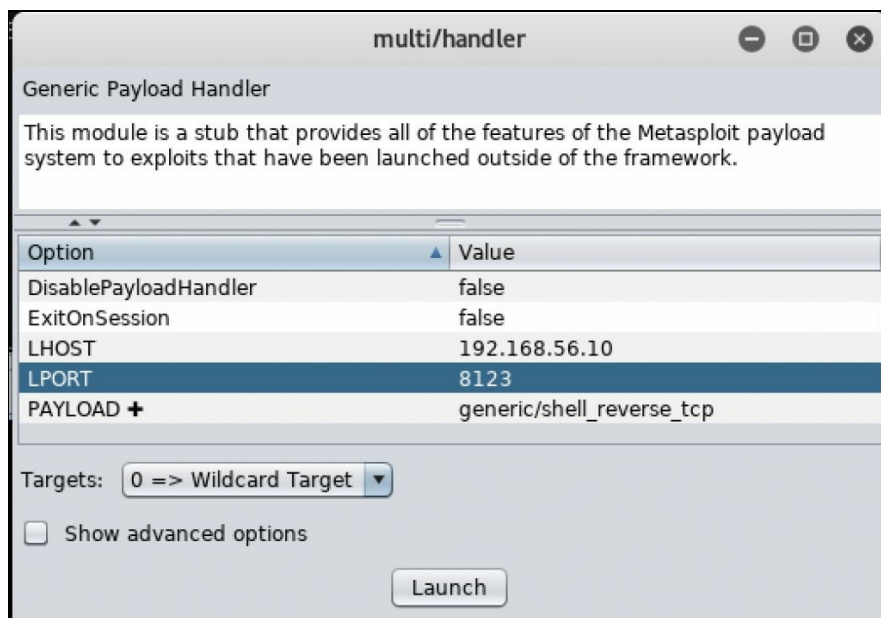 multi/handler
Generic Payload Handler
This module is a stub that provides all of the features of the Metasploit payload
system to exploits that have been launched outside of the framework.
Option Value
DisablePayloadHandler false
ExitOnSession false
LHOST 192.168.56.10
LPORT 8123
PAYLOAD + generic/shell_reverse_tcp
Targets: 0 => Wildcard Target
Show advanced options
Launch